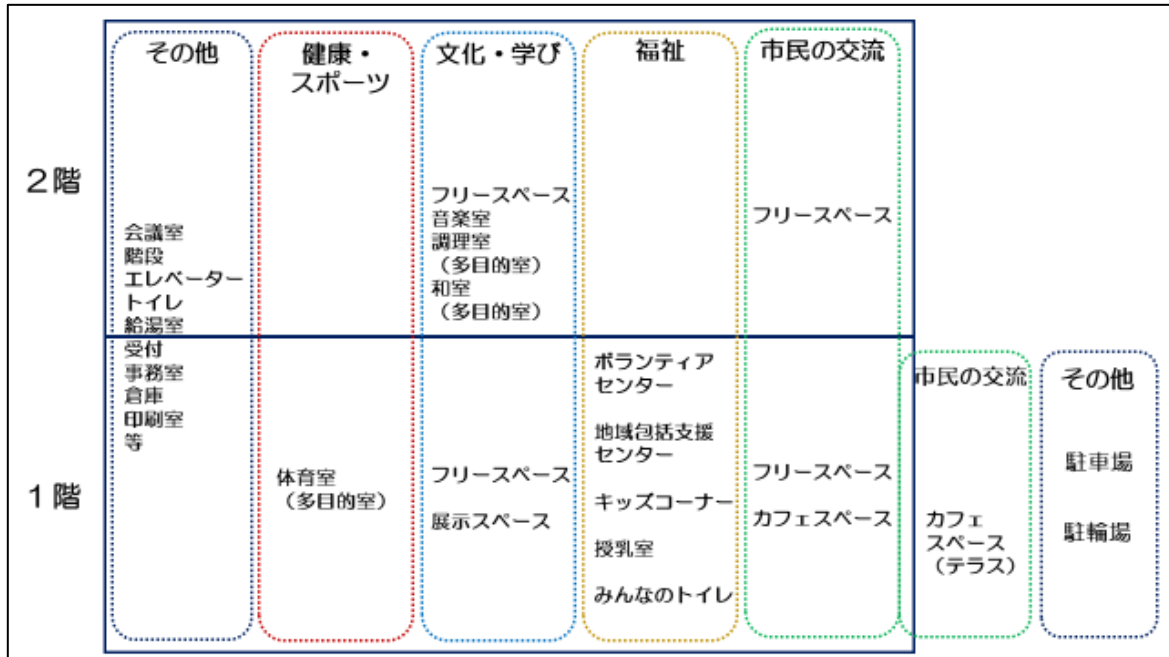 その他
健康・
スポーツ
文化・学び
福祉
市民の交流
2階
会議室
階段
エレベーター
トイレ
給湯室
受付
事務室
倉庫
印刷室
等
フリースペース
音楽室
調理室
（多目的室）
和室
（多目的室）
フリースペース
1階
体育室
（多目的室）
フリースペース
展示スペース
ボランティア
センター
地域包括支援
センター
キッズコーナー
授乳室
みんなのトイレ
フリースペース
カフェスペース
市民の交流
カフェ
スペース
（テラス）
その他
駐車場
駐輪場